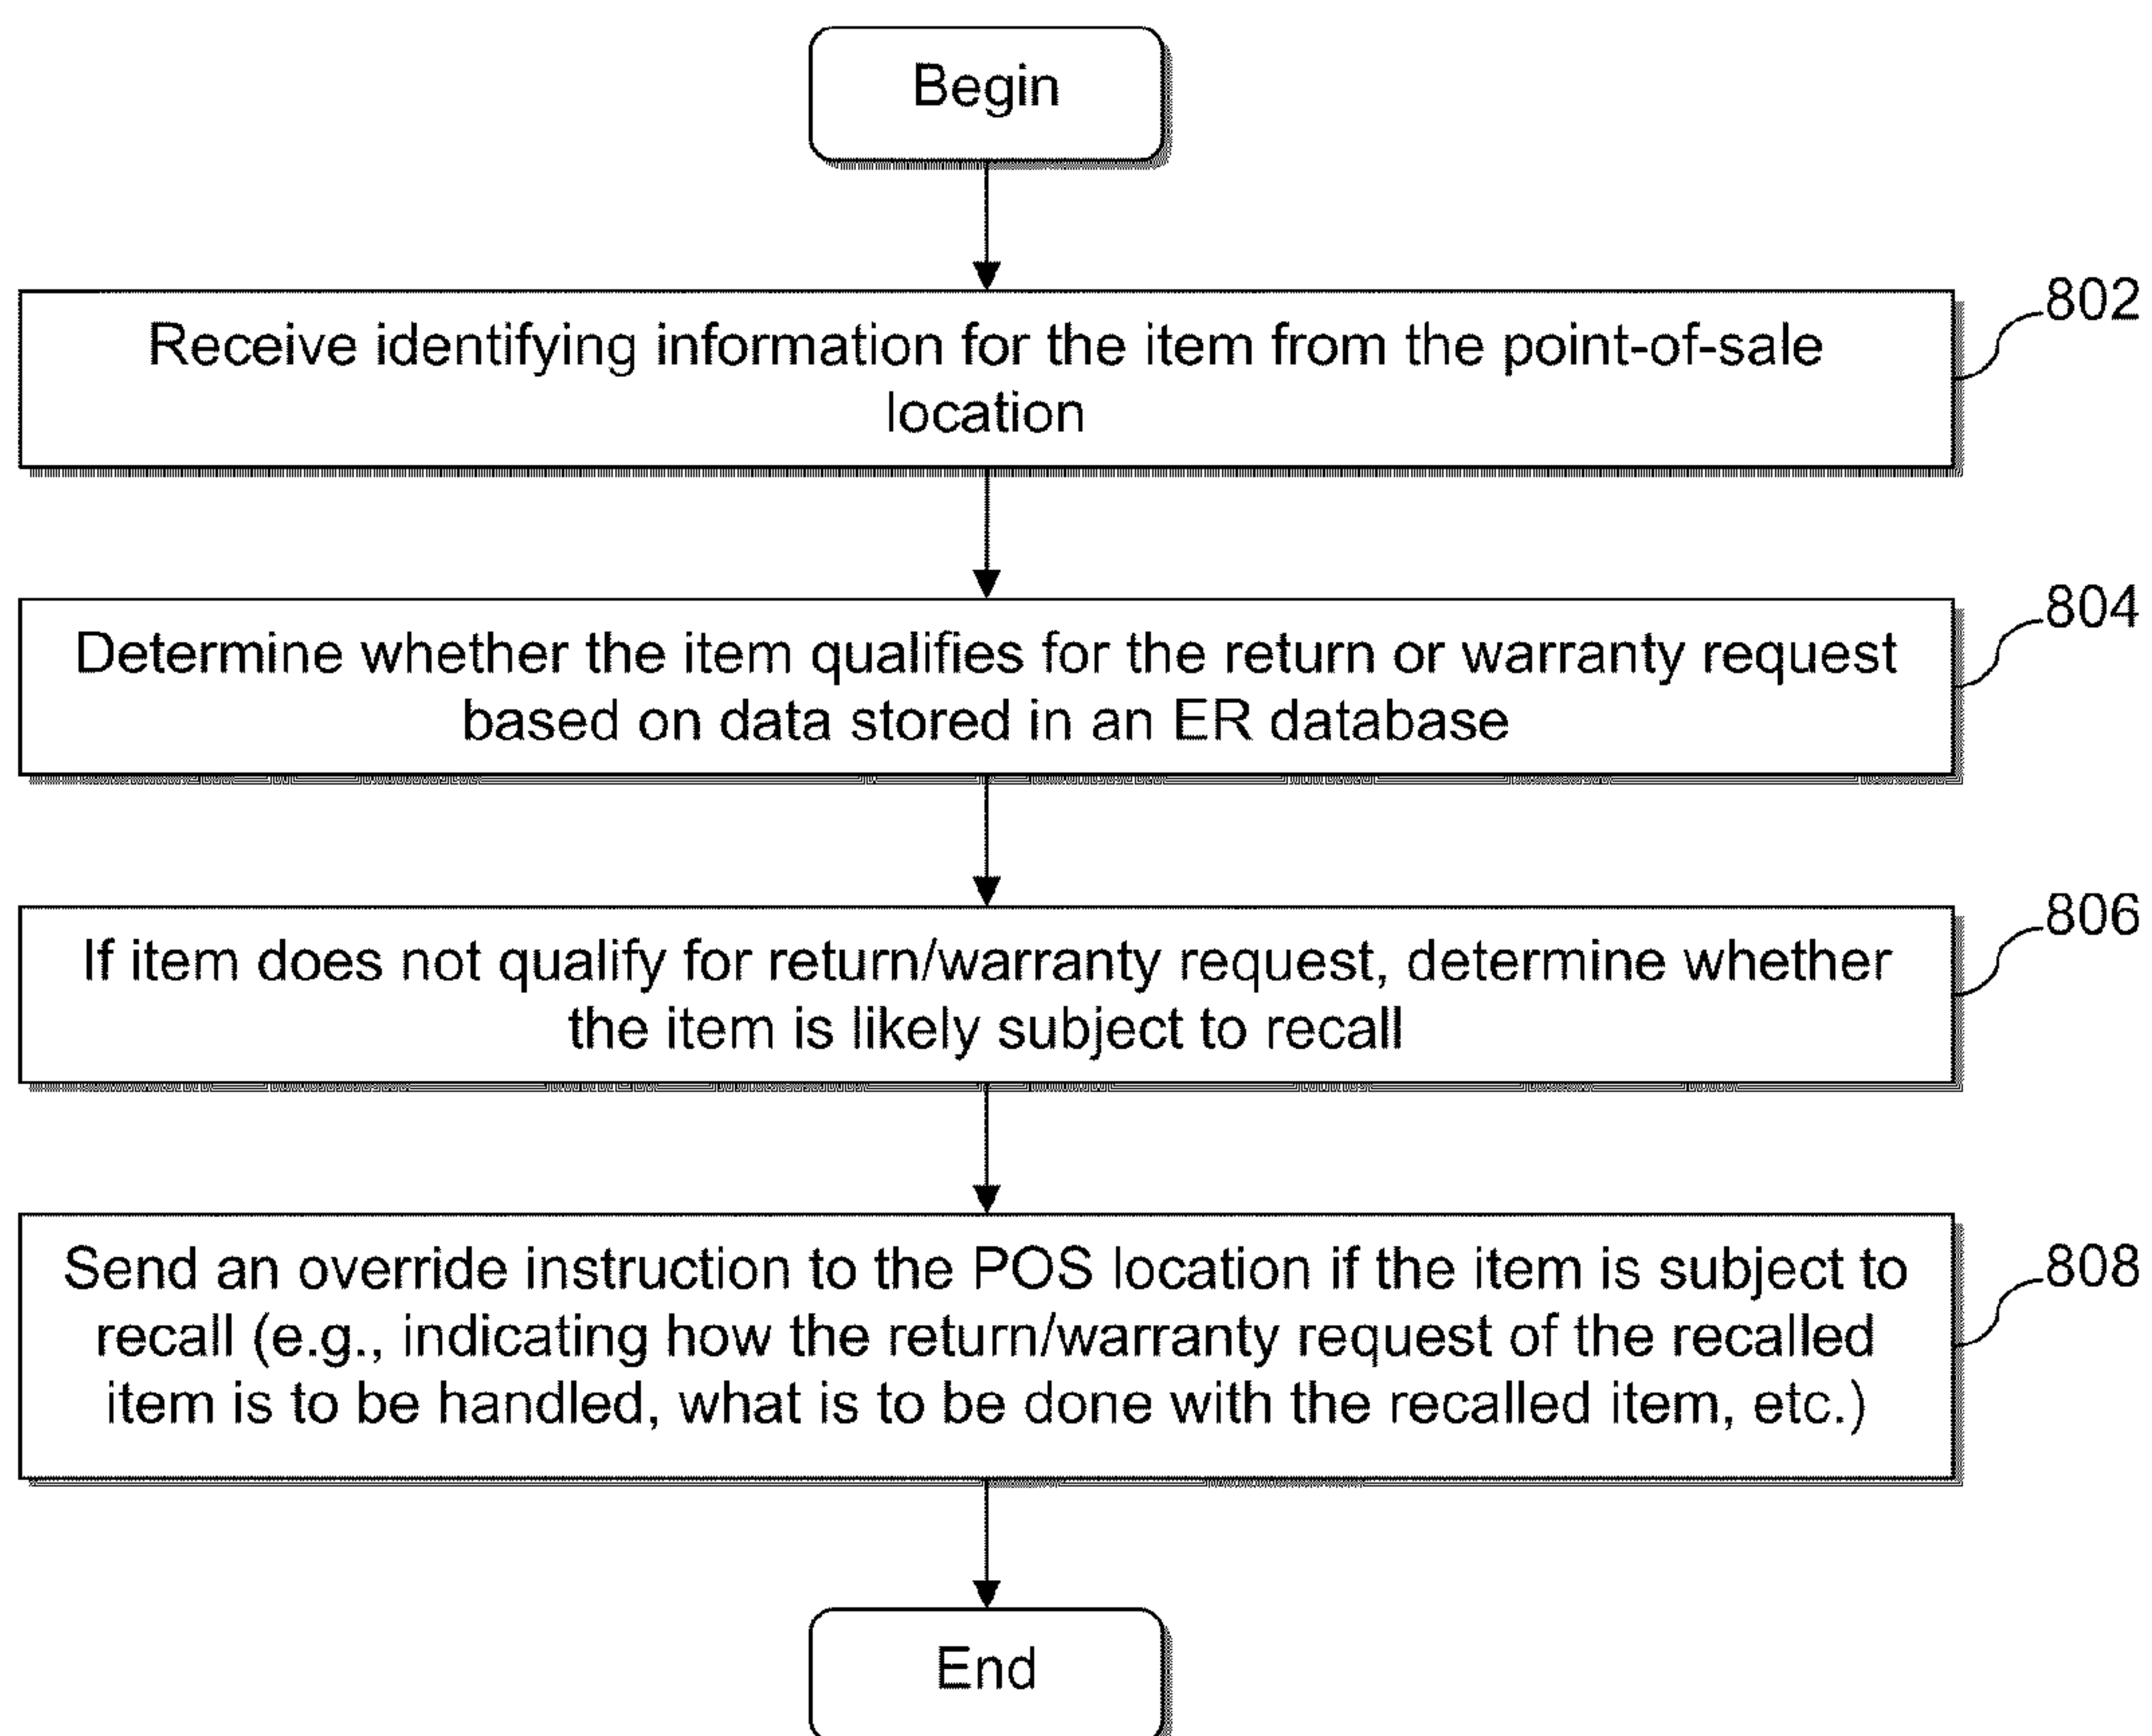 Begin
802
Receive identifying information for the item from the point-of-sale
location
804
Determine whether the item qualifies for the return or warranty request
based on data stored in an ER database
806
If item does not qualify for return/warranty request, determine whether
the item is likely subject to recall
808
Send an override instruction to the POS location if the item is subject to
recall (e.g., indicating how the return/warranty request of the recalled
item is to be handled, what is to be done with the recalled item, etc.)
End